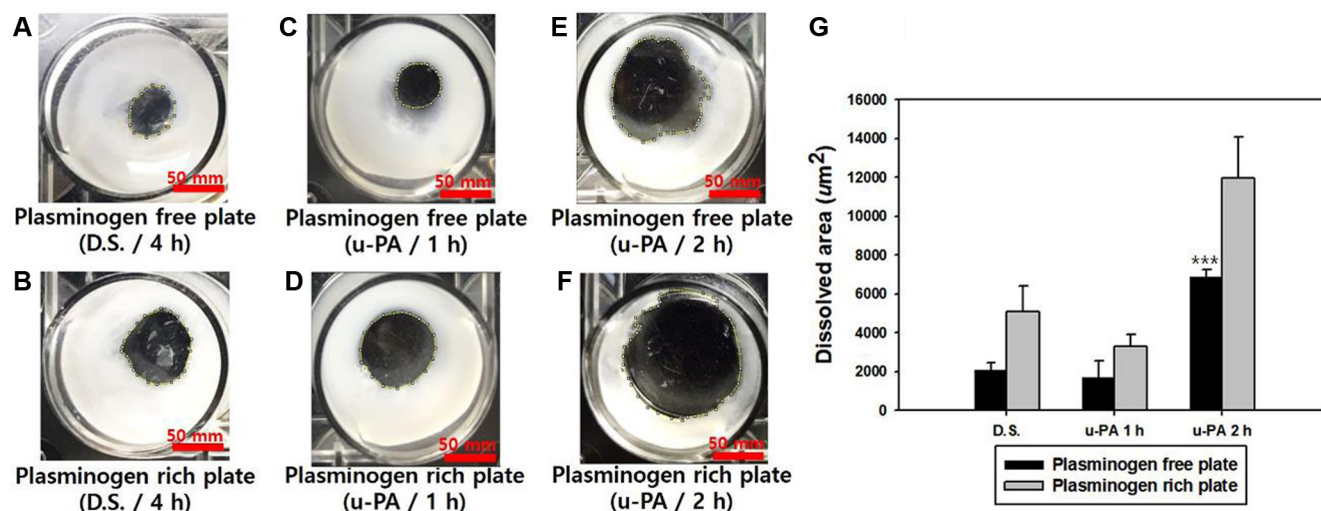 A
50 mm
Plasminogen free plate
(D.S. / 4 h)
B
50 mm
Plasminogen rich plate
(D.S. / 4 h)
C
50 mm
Plasminogen free plate
(u-PA / 1 h)
D
50 mm
Plasminogen rich plate
(u-PA / 1 h)
E
50 mm
Plasminogen free plate
(u-PA / 2 h)
F
50 mm
Plasminogen rich plate
(u-PA / 2 h)
G
Dissolved area (um²)
16000
14000
12000
10000
8000
6000
4000
2000
0
***
D.S.
u-PA 1 h
u-PA 2 h
Plasminogen free plate
Plasminogen rich plate